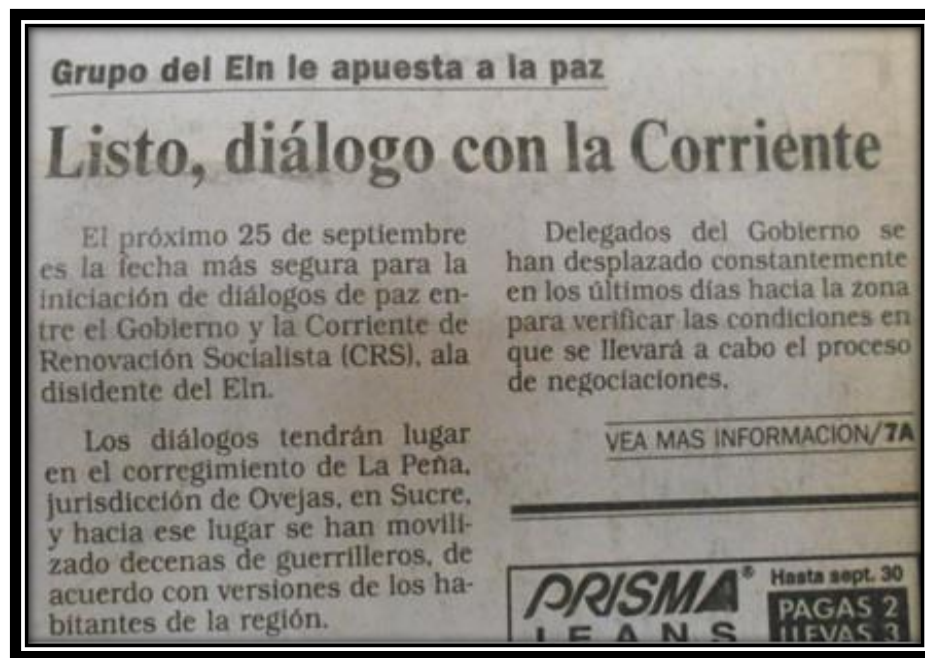 Grupo del Eln le apuesta a la paz
Listo, diálogo con la Corriente
El próximo 25 de septiembre
es la fecha más segura para la
iniciación de diálogos de paz en-
tre el Gobierno y la Corriente de
Renovación Socialista (CRS), ala
disidente del Eln.
Los diálogos tendrán lugar
en el corregimiento de La Peña,
jurisdicción de Ovejas, en Sucre,
y hacia ese lugar se han movili-
zado decenas de guerrilleros, de
acuerdo con versiones de los ha-
bitantes de la región.
Delegados del Gobierno se
han desplazado constantemente
en los últimos días hacia la zona
para verificar las condiciones en
que se llevará a cabo el proceso
de negociaciones.
VEA MAS INFORMACION/7A
PRISMA®
JEANS
Hasta sept. 30
PAGAS 2
LLEVAS 3